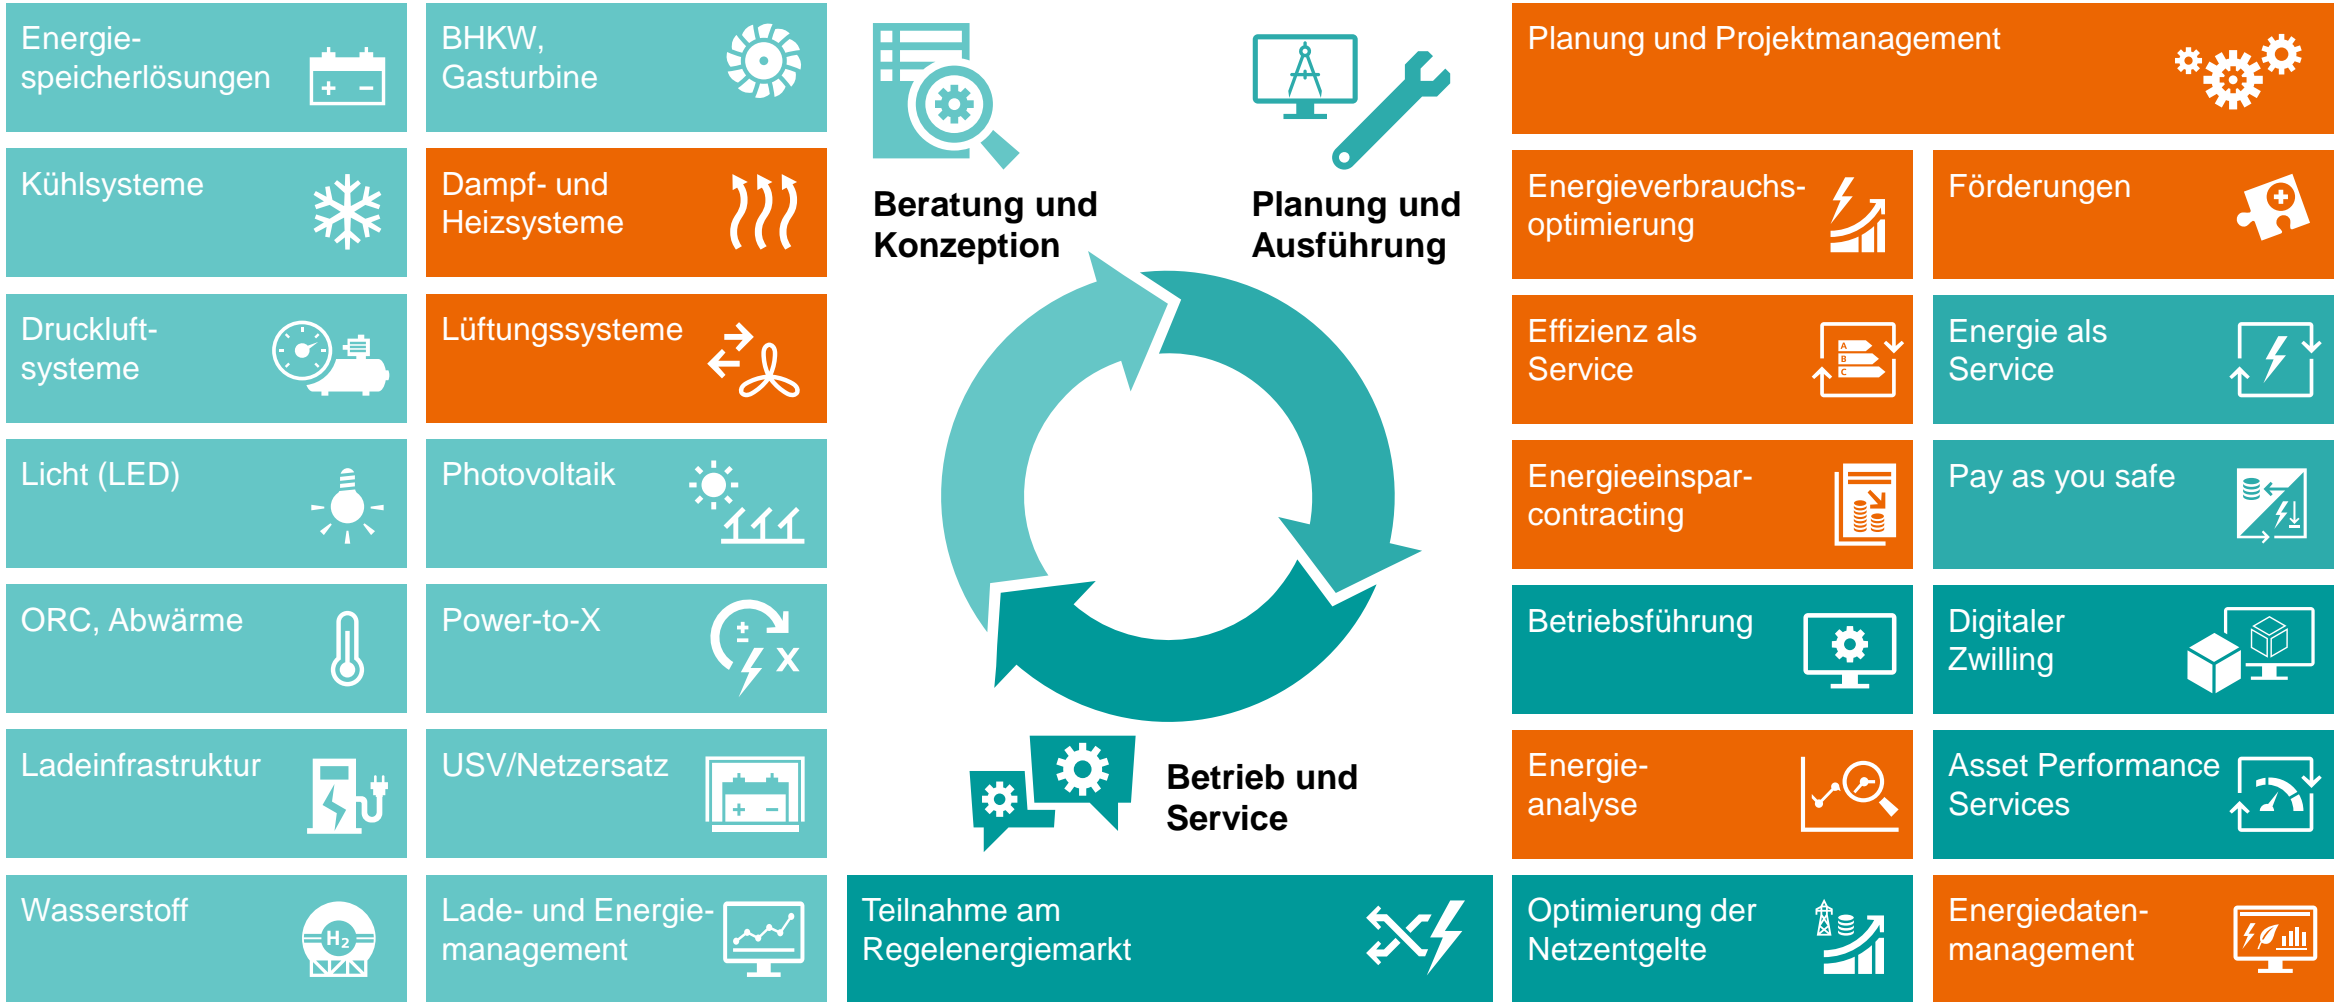 Energie-
speicherlösungen
BHKW,
Gasturbine
Kühlsysteme
Dampf- und
Heizsysteme
Druckluft-
systeme
Lüftungssysteme
Licht (LED)
Photovoltaik
ORC, Abwärme
Power-to-X
X
Ladeinfrastruktur
USV/Netzersatz
Wasserstoff
H2
Lade- und Energie-
management
Beratung und
Konzeption
Planung und
Ausführung
Betrieb und
Service
Teilnahme am
Regelenergiemarkt
Planung und Projektmanagement
Energieverbrauchs-
optimierung
Förderungen
Effizienz als
Service
A
B
C
Energie als
Service
Energieeinspar-
contracting
Pay as you safe
Betriebsführung
Digitaler
Zwilling
Energie-
analyse
Asset Performance
Services
Optimierung der
Netzentgelte
Energiedaten-
management